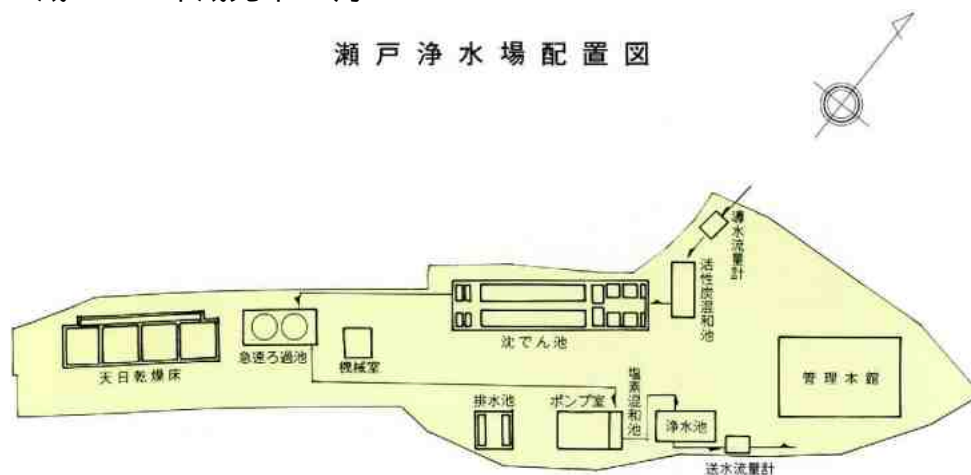 瀬戸浄水場配置図
導水流量計
活性炭混和池
沈でん池
急速ろ過池
機械室
天日乾燥床
管理本館
塩素混和池
排水池
ポンプ室
浄水池
送水流量計